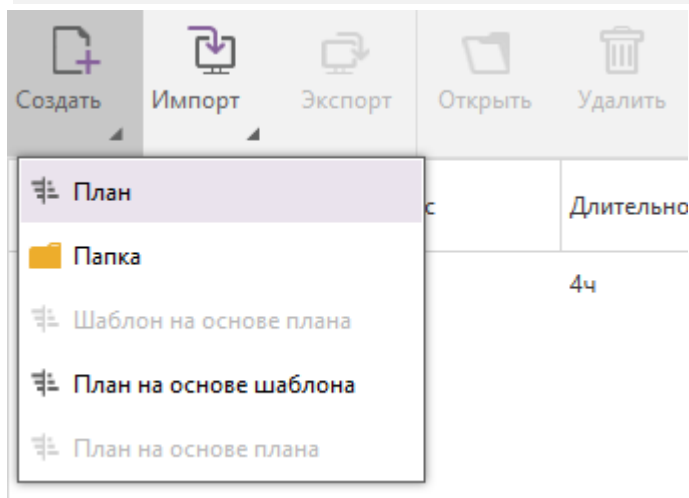 Создать Импорт Экспорт Открыть Удалить
План
с Длительно
Папка
4ч
Шаблон на основе плана
План на основе шаблона
План на основе плана